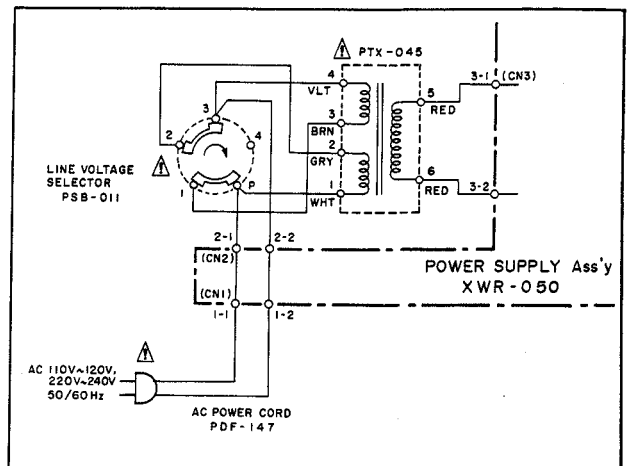 PTX-045
4
VLT
3
BRN
2
GRY
1
WHT
5
RED
6
RED
3-1 (CN3)
3-2
3
2
4
1
P
LINE VOLTAGE
SELECTOR
PSB-011
2-1
2-2
(CN2)
(CN1)
1-1
1-2
POWER SUPPLY Ass'y
XWR-050
AC 110V~120V,
220V~240V
50/60Hz
AC POWER CORD
PDF-147